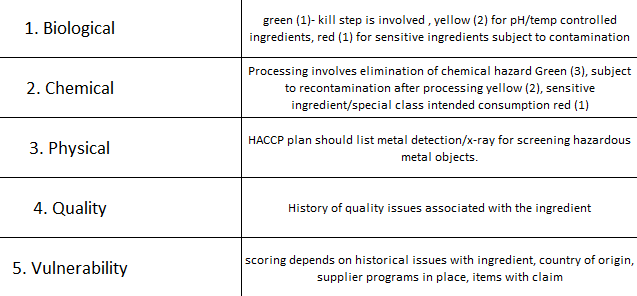 1. Biological
green (1)- kill step is involved , yellow (2) for pH/temp controlled
ingredients, red (1) for sensitive ingredients subject to contamination
2. Chemical
Processing involves elimination of chemical hazard Green (3), subject
to recontamination after processing yellow (2), sensitive
ingredient/special class intended consumption red (1)
3. Physical
HACCP plan should list metal detection/x-ray for screening hazardous
metal objects.
4. Quality
History of quality issues associated with the ingredient
5. Vulnerability
scoring depends on historical issues with ingredient, country of origin,
supplier programs in place, items with claim